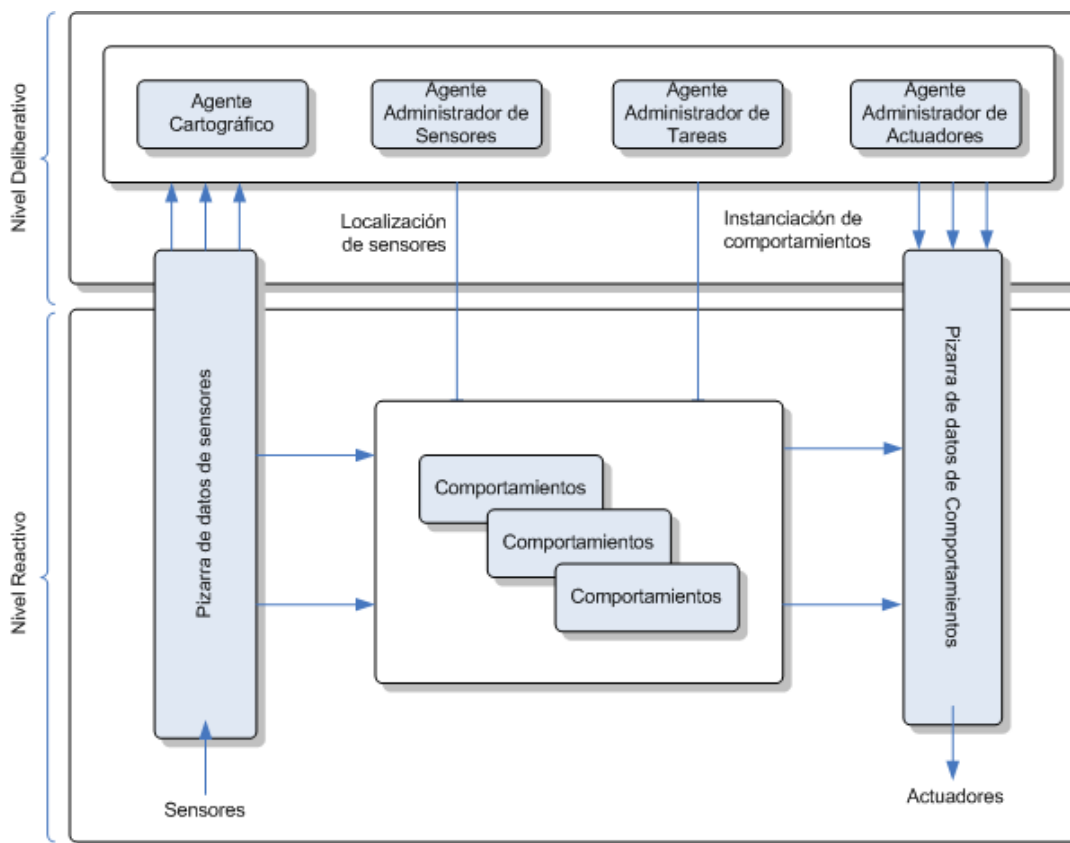 Nivel Deliberativo
Agente
Cartográfico
Agente
Administrador de
Sensores
Agente
Administrador de
Tareas
Agente
Administrador de
Actuadores
Localización
de sensores
Instanciación de
comportamientos
Nivel Reactivo
Pizarra de datos de sensores
Comportamientos
Comportamientos
Comportamientos
Pizarra de datos de Comportamientos
Sensores
Actuadores